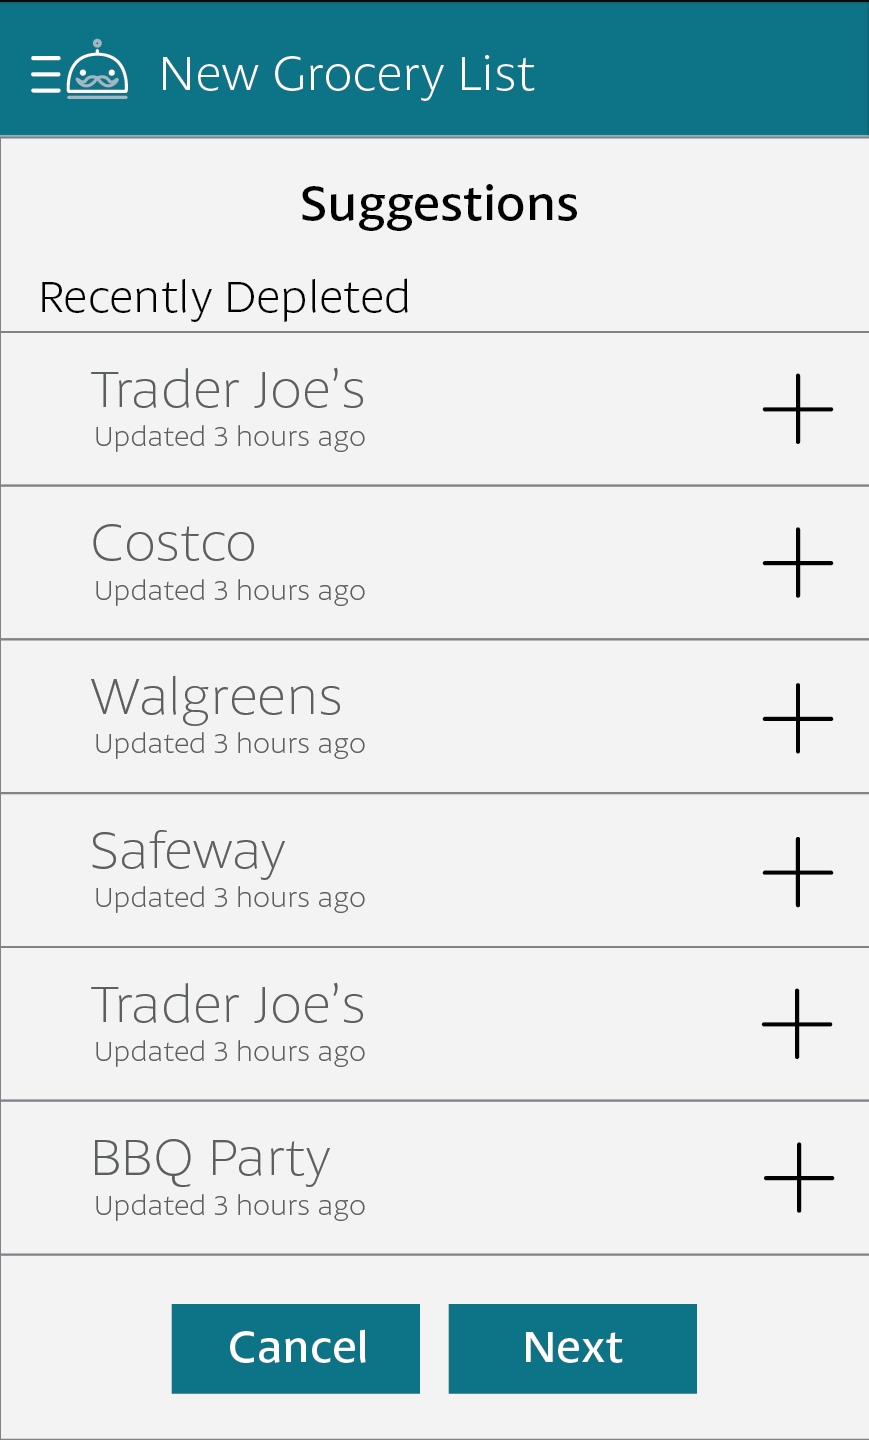 New Grocery List
Suggestions
Recently Depleted
Trader Joe’s
Updated 3 hours ago
Costco
Updated 3 hours ago
Walgreens
Updated 3 hours ago
Safeway
Updated 3 hours ago
Trader Joe’s
Updated 3 hours ago
BBQ Party
Updated 3 hours ago
Cancel Next